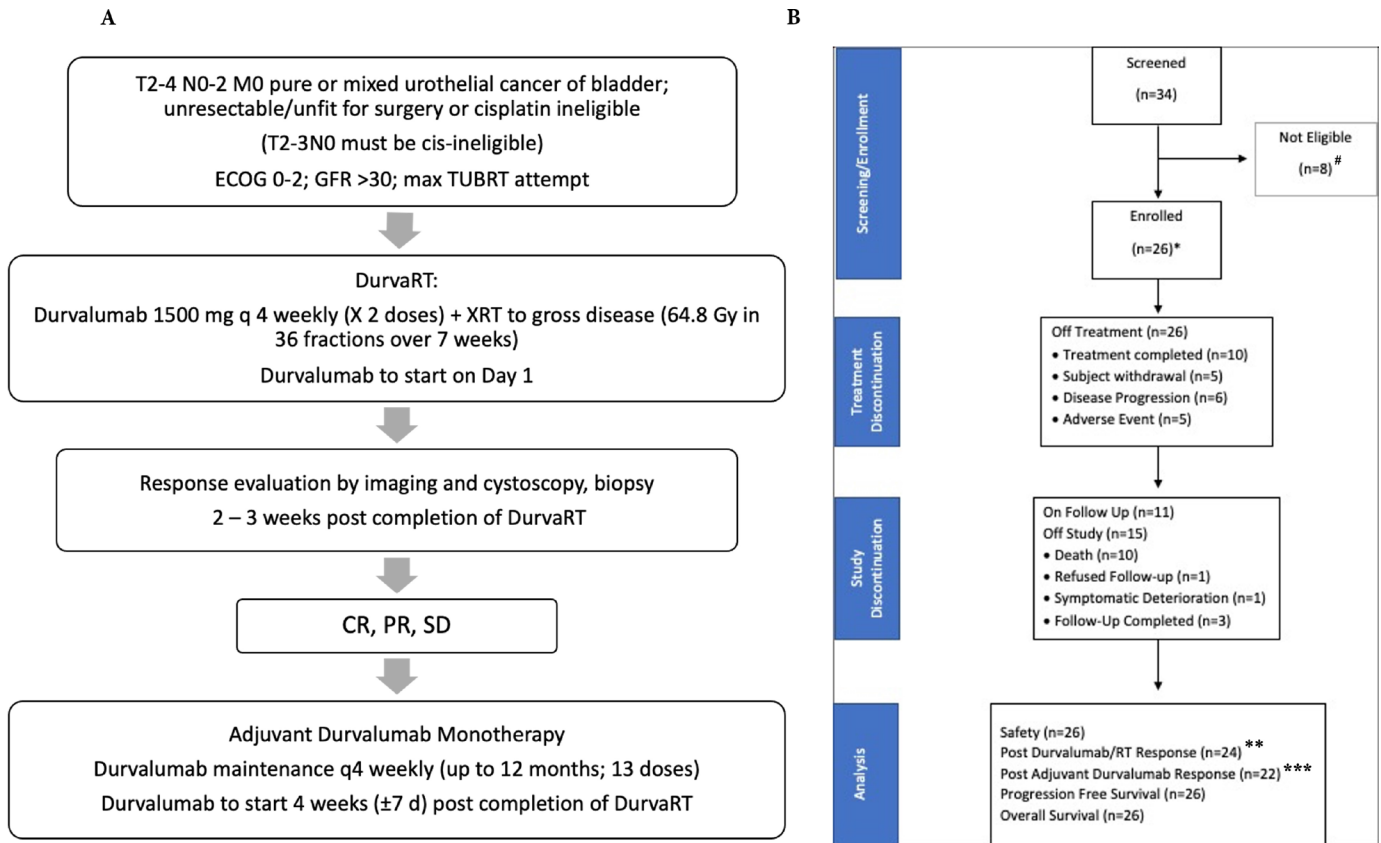 A
T2-4 N0-2 M0 pure or mixed urothelial cancer of bladder;
unresectable/unfit for surgery or cisplatin ineligible
(T2-3N0 must be cis-ineligible)
ECOG 0-2; GFR >30; max TUBRT attempt
DurvaRT:
Durvalumab 1500 mg q 4 weekly (X 2 doses) + XRT to gross disease (64.8 Gy in
36 fractions over 7 weeks)
Durvalumab to start on Day 1
Response evaluation by imaging and cystoscopy, biopsy
2 – 3 weeks post completion of DurvaRT
CR, PR, SD
Adjuvant Durvalumab Monotherapy
Durvalumab maintenance q4 weekly (up to 12 months; 13 doses)
Durvalumab to start 4 weeks (±7 d) post completion of DurvaRT
B
Screening/Enrollment
Screened
(n=34)
Not Eligible
(n=8)#
Enrolled
(n=26)*
Treatment
Discontinuation
Off Treatment (n=26)
• Treatment completed (n=10)
• Subject withdrawal (n=5)
• Disease Progression (n=6)
• Adverse Event (n=5)
Study
Discontinuation
On Follow Up (n=11)
Off Study (n=15)
• Death (n=10)
• Refused Follow-up (n=1)
• Symptomatic Deterioration (n=1)
• Follow-Up Completed (n=3)
Analysis
Safety (n=26)
Post Durvalumab/RT Response (n=24)**
Post Adjuvant Durvalumab Response (n=22)***
Progression Free Survival (n=26)
Overall Survival (n=26)